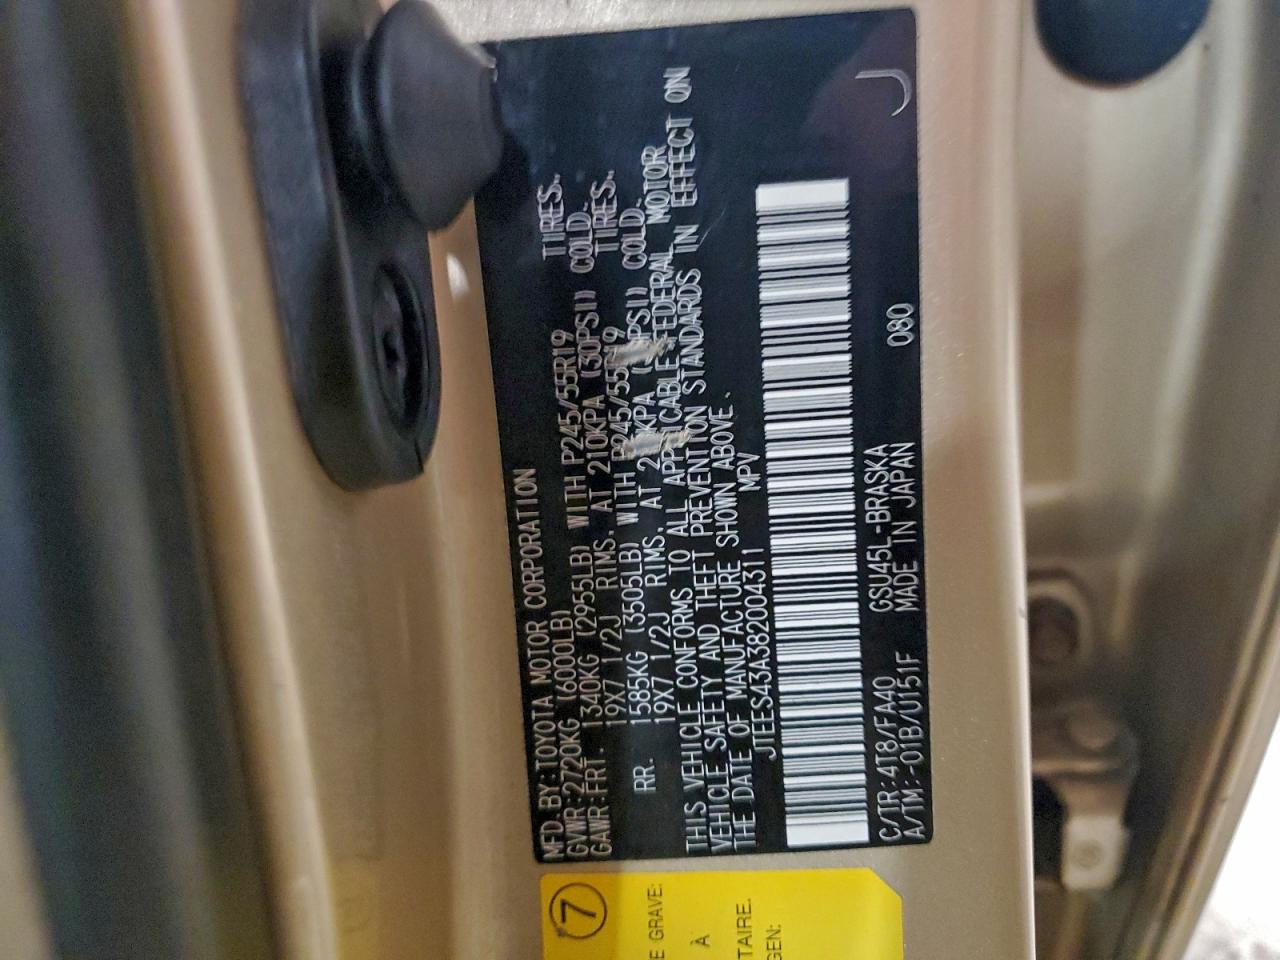 MFD. BY: TOYOTA MOTOR CORPORATION
GVWR: 2720KG (6000LB)
GAWR: FRT. 1340KG (2955LB) WITH P245/55R19 TIRES,
19X7 1/2J RIMS, AT 210KPA (30PSI) COLD.
RR. 1585KG (3505LB) WITH P245/55R19 TIRES,
19X7 1/2J RIMS, AT KPA PSI) COLD.
THIS VEHICLE CONFORMS TO ALL APPLICABLE FEDERAL MOTOR
VEHICLE SAFETY AND THEFT PREVENTION STANDARDS IN EFFECT ON
THE DATE OF MANUFACTURE SHOWN ABOVE.
JTEES43A382004311 MPV
C/TR: 4T8/FA40 GSU45L-BRASKA 080
A/TM: -01B/U151F MADE IN JAPAN
7
E GRAVE:
À
TAIRE.
GEN: